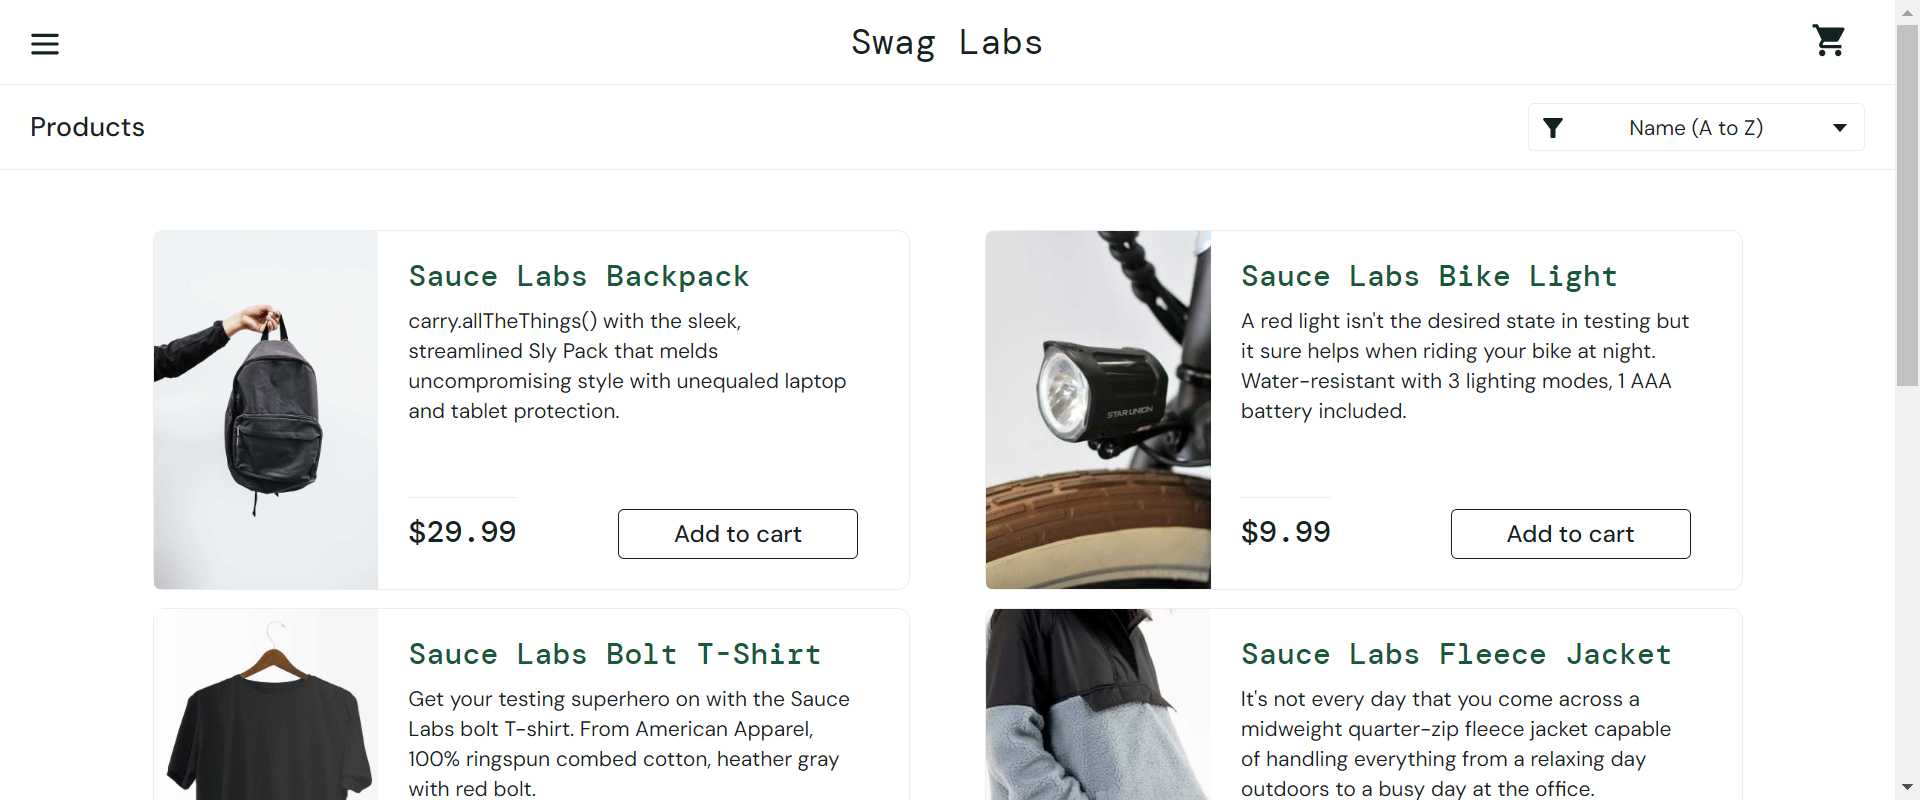 Swag Labs
Products
Name (A to Z)
Sauce Labs Backpack
carry.allTheThings() with the sleek,
streamlined Sly Pack that melds
uncompromising style with unequaled laptop
and tablet protection.
$29.99
Add to cart
Sauce Labs Bike Light
A red light isn't the desired state in testing but
it sure helps when riding your bike at night.
Water-resistant with 3 lighting modes, 1 AAA
battery included.
$9.99
Add to cart
STAR UNION
Sauce Labs Bolt T-Shirt
Get your testing superhero on with the Sauce
Labs bolt T-shirt. From American Apparel,
100% ringspun combed cotton, heather gray
with red bolt.
Sauce Labs Fleece Jacket
It's not every day that you come across a
midweight quarter-zip fleece jacket capable
of handling everything from a relaxing day
outdoors to a busy day at the office.